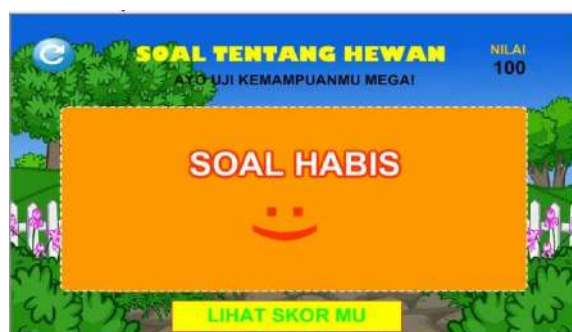 SOAL TENTANG HEWAN
AYO UJI KEMAMPUANMU MEGA!
NILAI
100
SOAL HABIS
LIHAT SKOR MU